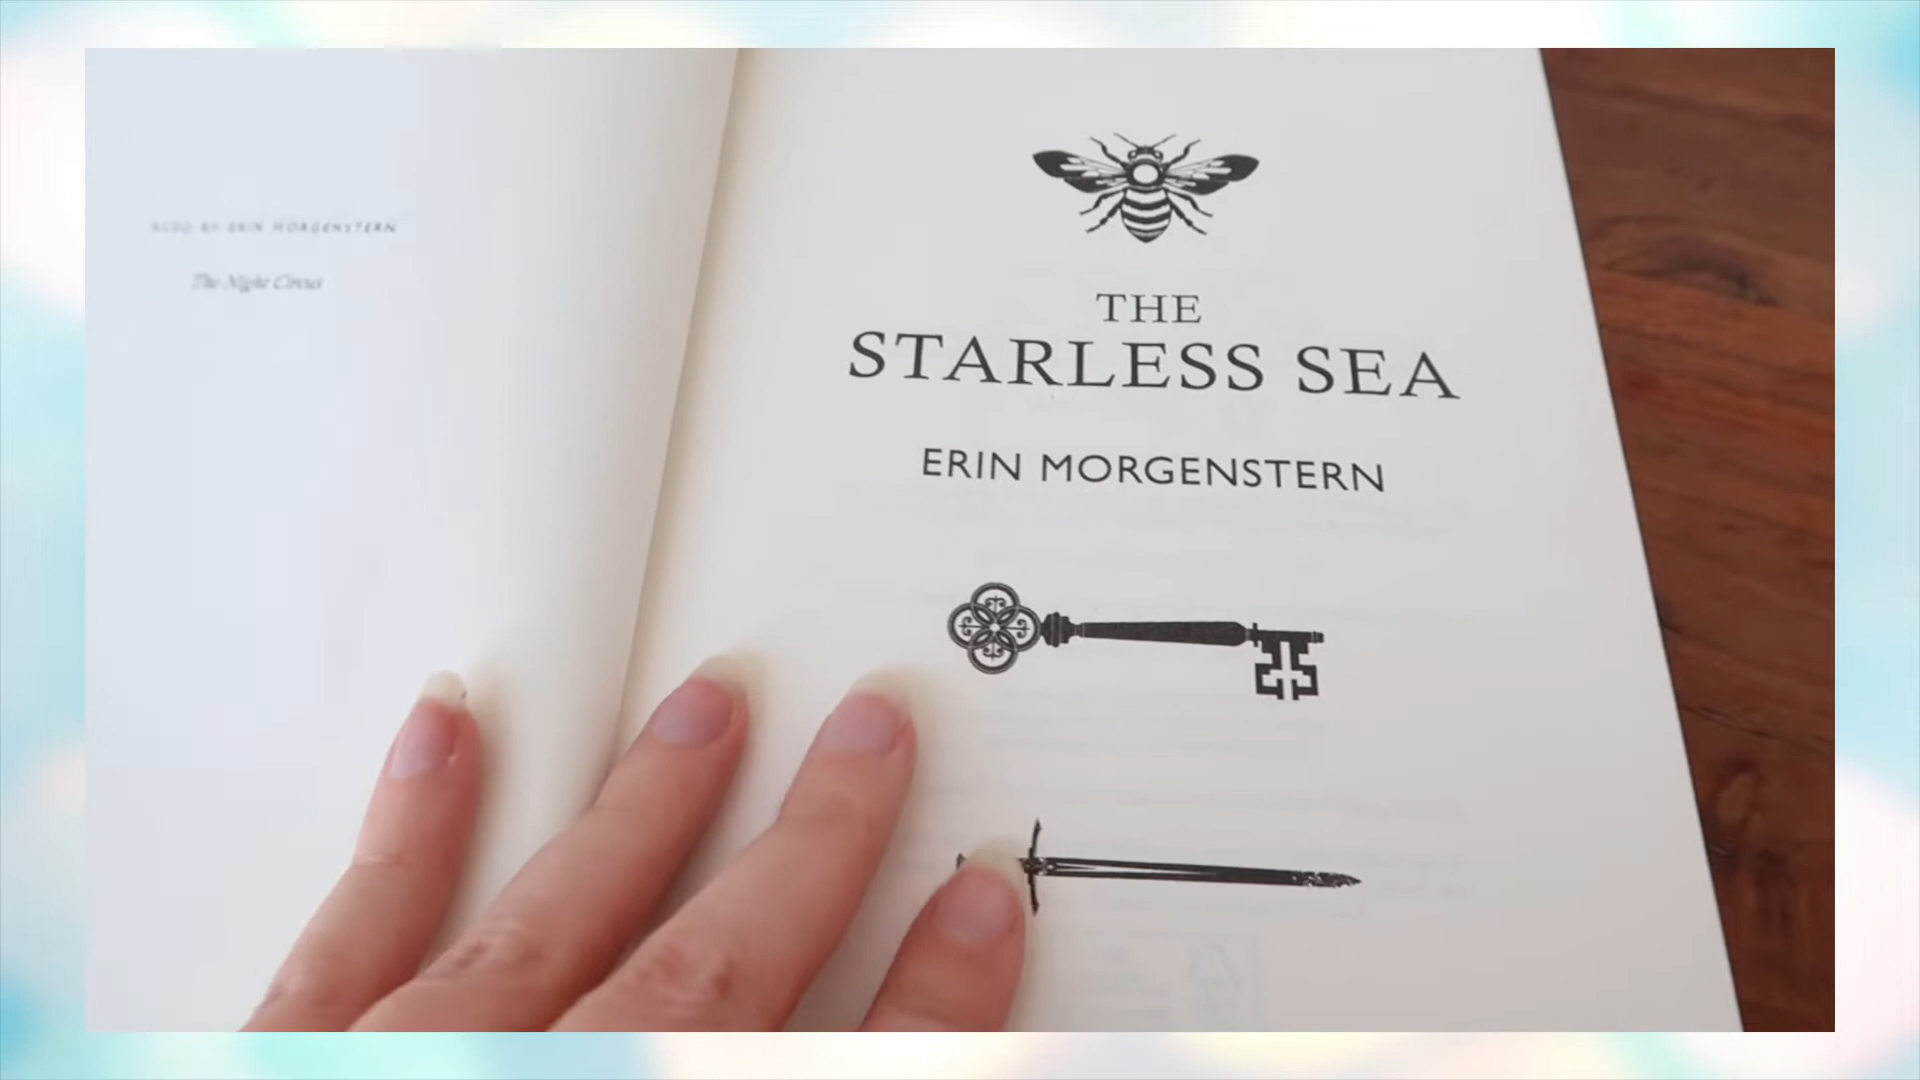 ALSO BY ERIN MORGENSTERN
The Night Circus
THE
STARLESS SEA
ERIN MORGENSTERN